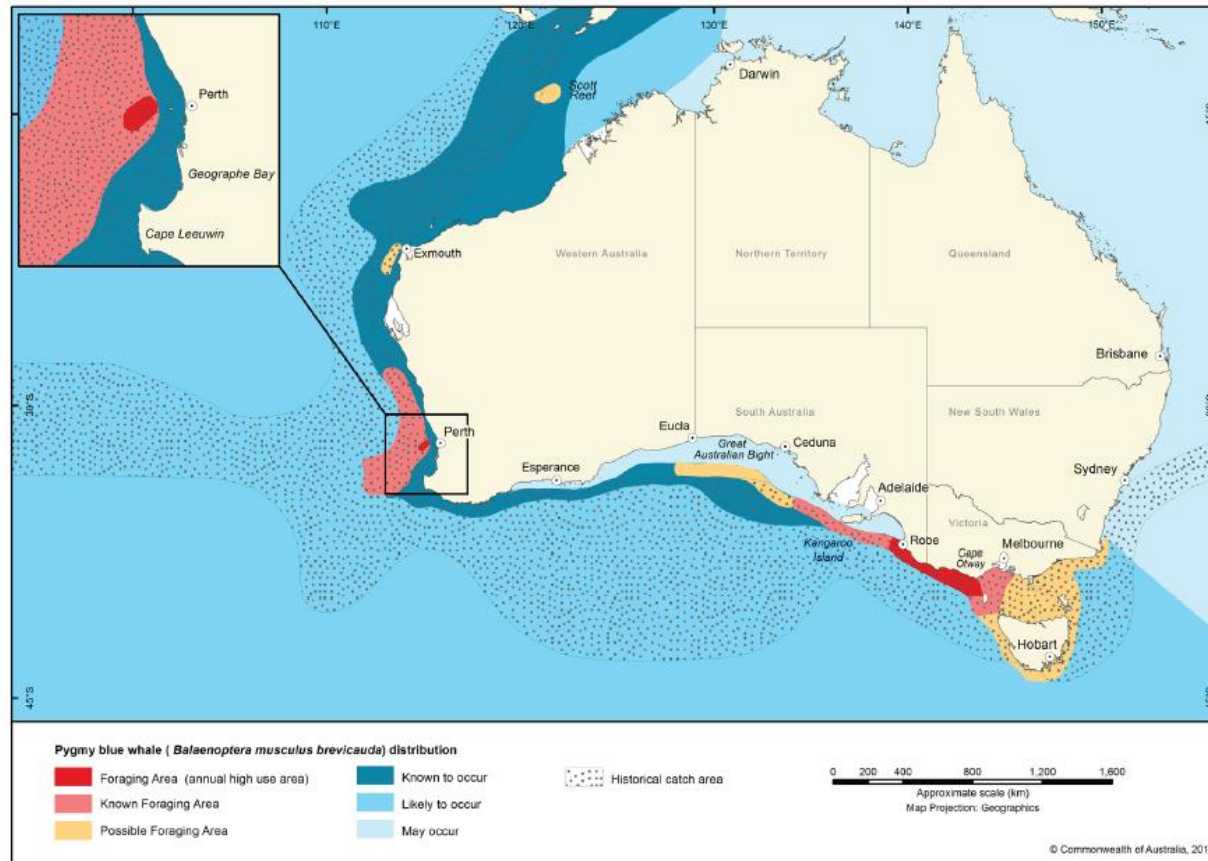 110°E
120°E
130°E
140°E
150°E
Perth
Geographe Bay
Cape Leeuwin
Scott
Reef
Darwin
Exmouth
Western Australia
Northern Territory
Queensland
Brisbane
30°S
Perth
South Australia
New South Wales
Eucla
Great
Australian Bight
Ceduna
Esperance
Sydney
Adelaide
Victoria
Kangaroo
Island
Robe
Cape
Otway
Melbourne
Hobart
45°S
Pygmy blue whale ( Balaenoptera musculus brevicauda) distribution
Foraging Area (annual high use area)
Known Foraging Area
Possible Foraging Area
Known to occur
Likely to occur
May occur
Historical catch area
0 200 400 800 1,200 1,600
Approximate scale (km)
Map Projection: Geographics
© Commonwealth of Australia, 201